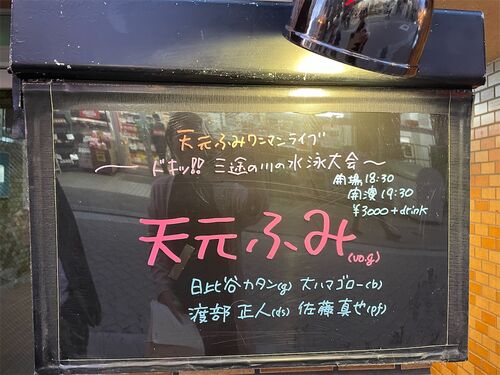 天元ふみワンマンライブ
〜ドキッ!! 三途の川の水泳大会〜
開場 18:30
開演 19:30
¥3000+drink
天元ふみ(vo.g)
日比谷カタン(g) 大ハマゴロー(b)
渡部 正人(ds) 佐藤真也(pf)